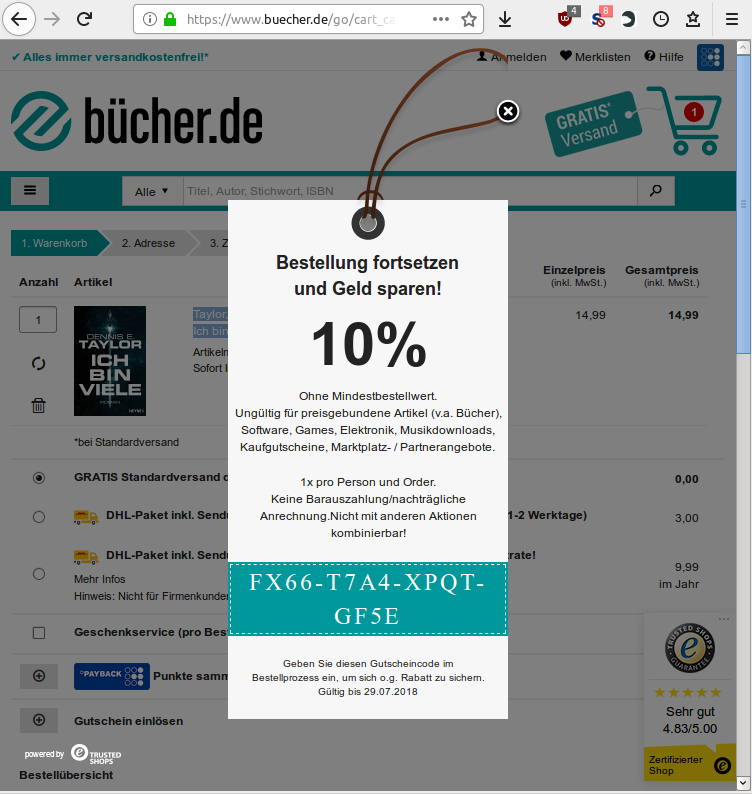 https://www.buecher.de/go/cart_ca
4
8
✔ Alles immer versandkostenfrei!*
Anmelden
Merklisten
Hilfe
bücher.de
GRATIS*
Versand
1
Alle
Titel, Autor, Stichwort, ISBN
1. Warenkorb
2. Adresse
3. Z
Bestellung fortsetzen
und Geld sparen!
10%
Ohne Mindestbestellwert.
Ungültig für preisgebundene Artikel (v.a. Bücher),
Software, Games, Elektronik, Musikdownloads,
Kaufgutscheine, Marktplatz- / Partnerangebote.
1x pro Person und Order.
Keine Barauszahlung/nachträgliche
Anrechnung.Nicht mit anderen Aktionen
kombinierbar!
FX66-T7A4-XPQT-
GF5E
Geben Sie diesen Gutscheincode im
Bestellprozess ein, um sich o.g. Rabatt zu sichern.
Gültig bis 29.07.2018
Anzahl
Artikel
Einzelpreis
(inkl. MwSt.)
Gesamtpreis
(inkl. MwSt.)
1
DENNIS E.
TAYLOR
ICH
BIN
VIELE
ROMAN
HEYNE
Taylor,
Ich bin
Artikeln
Sofort l
14,99
14,99
*bei Standardversand
GRATIS Standardversand
0,00
DHL-Paket inkl. Sendu
1-2 Werktage)
3,00
DHL-Paket inkl. Sendu
rate!
Mehr Infos
Hinweis: Nicht für Firmenkunden
9,99
im Jahr
Geschenkservice (pro Best
PAYBACK
Punkte samm
Gutschein einlösen
powered by
TRUSTED
SHOPS
Bestellübersicht
TRUSTED SHOPS
GUARANTEE
Sehr gut
4.83/5.00
Zertifizierter
Shop